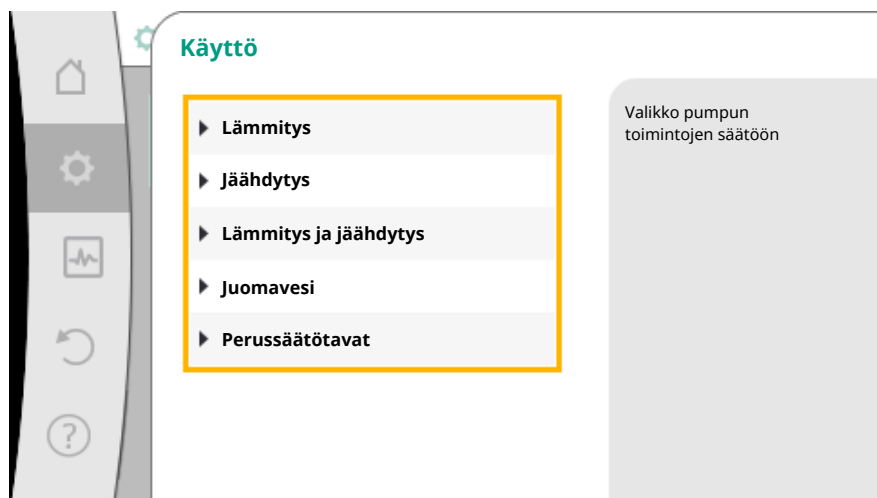 Käyttö
Lämmitys
Jäähdytys
Lämmitys ja jäähdytys
Juomavesi
Perussäätötavat
Valikko pumpun
toimintojen säätöön
?